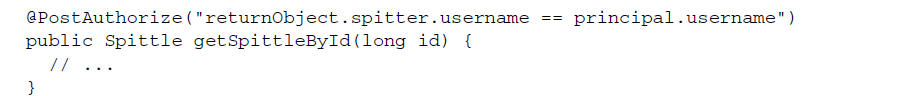 @PostAuthorize("returnObject.spitter.username == principal.username")
public Spittle getSpittleById(long id) {
  // ...
}